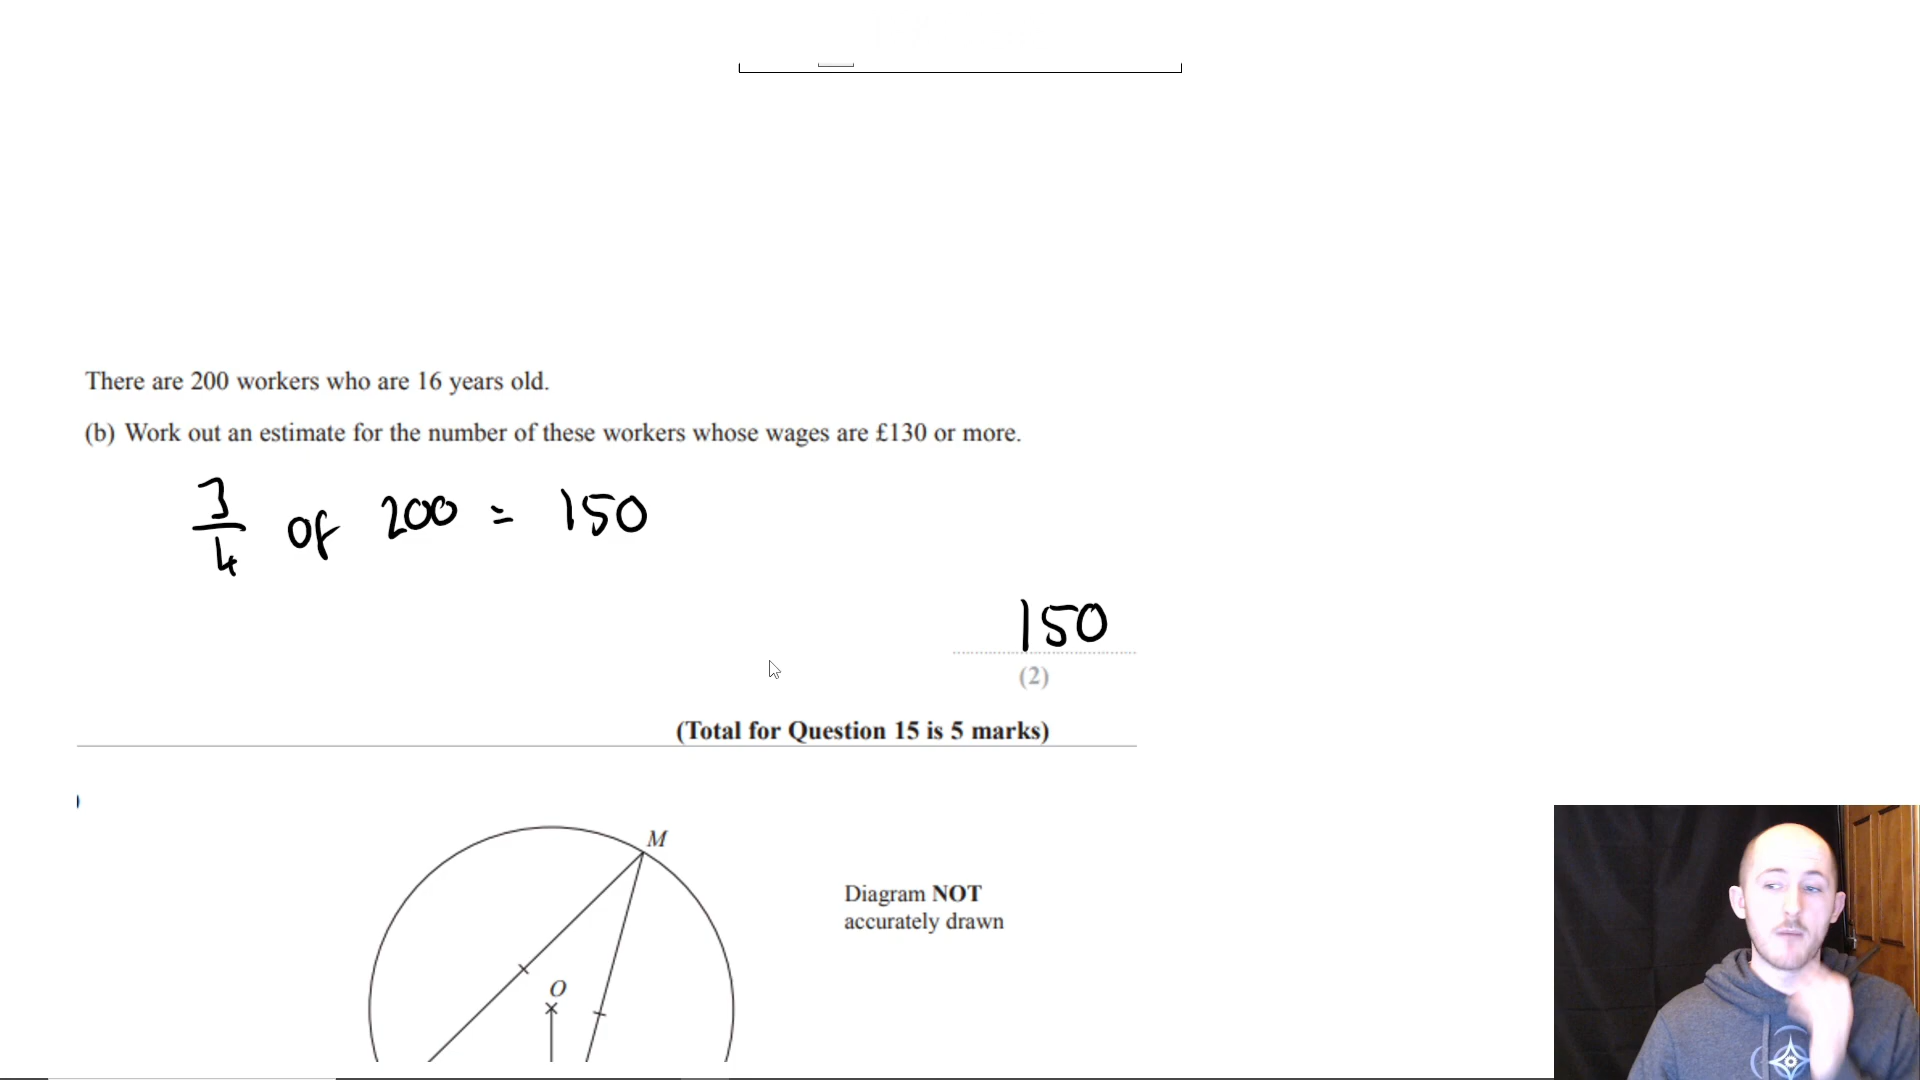 There are 200 workers who are 16 years old.
(b) Work out an estimate for the number of these workers whose wages are £130 or more.
3/4 of 200 = 150
150
(2)
(Total for Question 15 is 5 marks)
M
Diagram NOT
accurately drawn
O